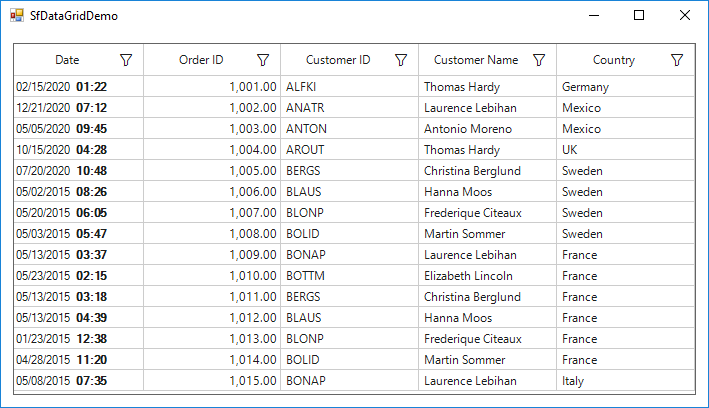 SfDataGridDemo
Date Order ID Customer ID Customer Name Country
02/15/2020 01:22 1,001.00 ALFKI Thomas Hardy Germany
12/21/2020 07:12 1,002.00 ANATR Laurence Lebihan Mexico
05/05/2020 09:45 1,003.00 ANTON Antonio Moreno Mexico
10/15/2020 04:28 1,004.00 AROUT Thomas Hardy UK
07/20/2020 10:48 1,005.00 BERGS Christina Berglund Sweden
05/02/2015 08:26 1,006.00 BLAUS Hanna Moos Sweden
05/20/2015 06:05 1,007.00 BLONP Frederique Citeaux Sweden
05/03/2015 05:47 1,008.00 BOLID Martin Sommer Sweden
05/13/2015 03:37 1,009.00 BONAP Laurence Lebihan France
05/23/2015 02:15 1,010.00 BOTTM Elizabeth Lincoln France
05/13/2015 03:18 1,011.00 BERGS Christina Berglund France
05/13/2015 04:39 1,012.00 BLAUS Hanna Moos France
01/23/2015 12:38 1,013.00 BLONP Frederique Citeaux France
04/28/2015 11:20 1,014.00 BOLID Martin Sommer France
05/08/2015 07:35 1,015.00 BONAP Laurence Lebihan Italy